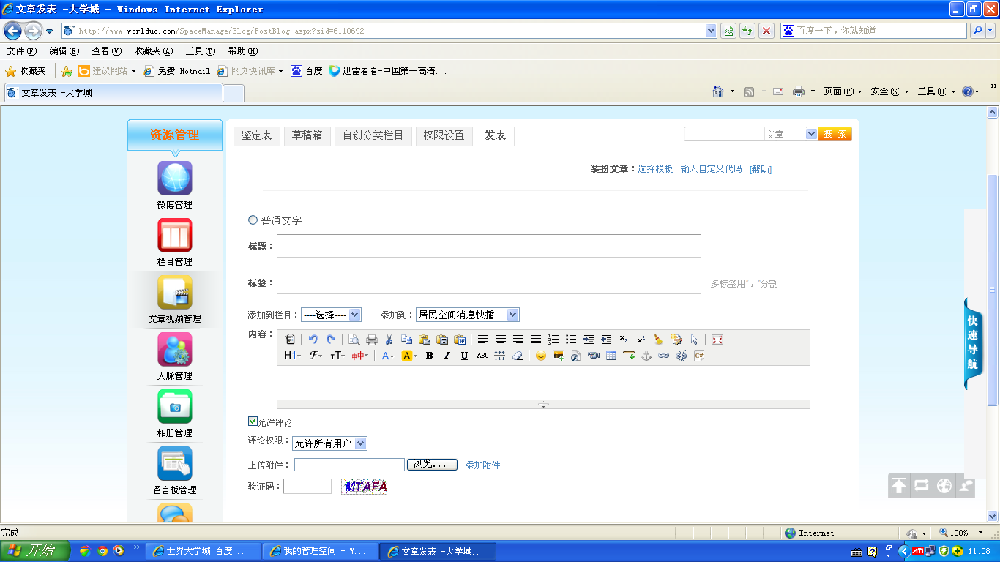 文章发表 -大学城 - Windows Internet Explorer
http://www.worlduc.com/SpaceManage/Blog/PostBlog.aspx?sid=6110692
百度一下，你就知道
文件(F) 编辑(E) 查看(V) 收藏夹(A) 工具(T) 帮助(H)
收藏夹 建议网站 免费 Hotmail 网页快讯库 百度 迅雷看看-中国第一高清...
文章发表 -大学城
页面(P) 安全(S) 工具(O) »
资源管理
鉴定表 草稿箱 自创分类栏目 权限设置 发表
文章 搜 索
装扮文章：选择模板 输入自定义代码 [帮助]
微博管理
栏目管理
文章视频管理
人脉管理
相册管理
留言板管理
普通文字
标题：
标签：
多标签用"，"分割
添加到栏目：----选择---- 添加到：居民空间消息快播
内容：
H1 F тT 中 A A B I U ABC
C#
允许评论
评论权限：允许所有用户
上传附件： 浏览... 添加附件
验证码： MTAFA
快速导航
完成
Internet
100%
开始
世界大学城_百度...
我的管理空间 - W...
文章发表 -大学城...
ATI
11:08